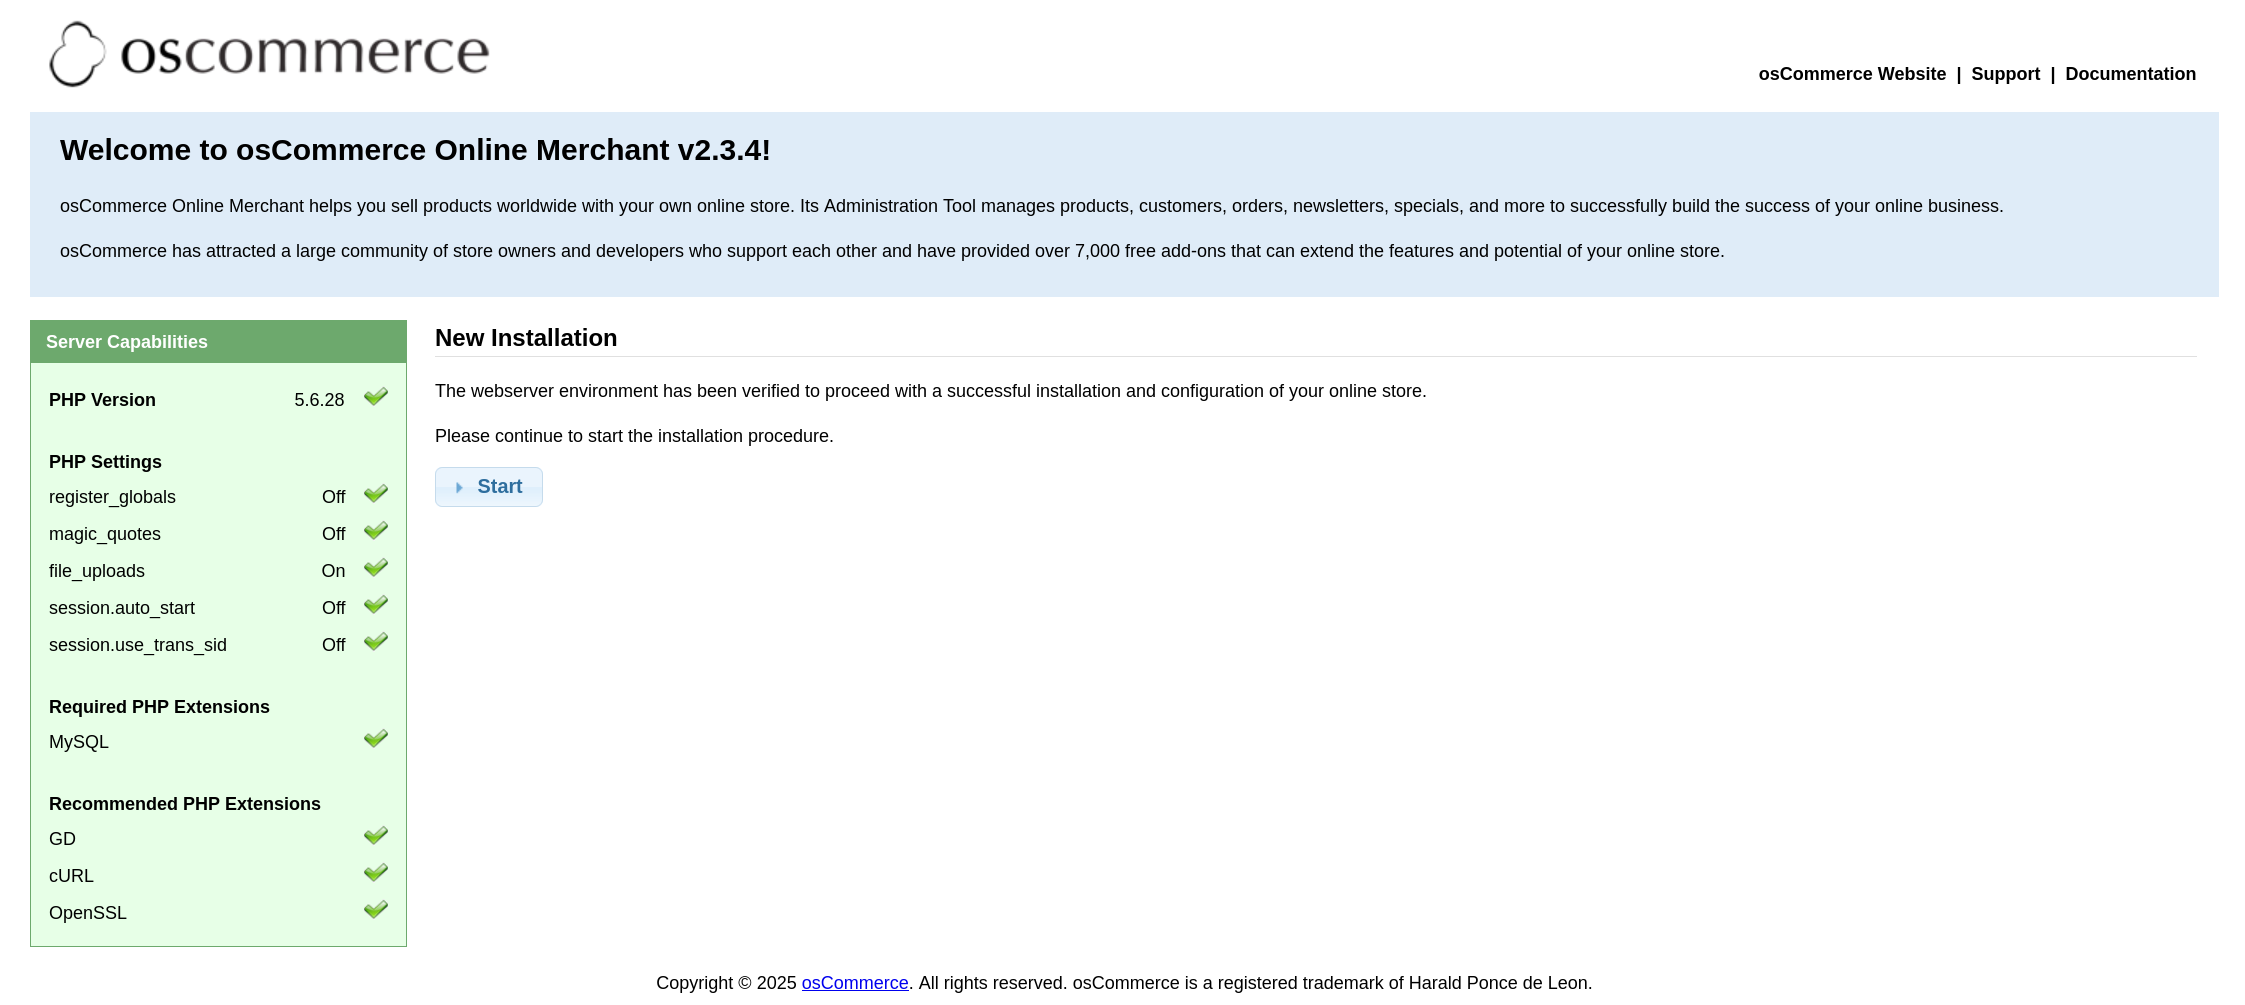 oscommerce
osCommerce Website | Support | Documentation
Welcome to osCommerce Online Merchant v2.3.4!
osCommerce Online Merchant helps you sell products worldwide with your own online store. Its Administration Tool manages products, customers, orders, newsletters, specials, and more to successfully build the success of your online business.
osCommerce has attracted a large community of store owners and developers who support each other and have provided over 7,000 free add-ons that can extend the features and potential of your online store.
Server Capabilities
PHP Version 5.6.28
PHP Settings
register_globals Off
magic_quotes Off
file_uploads On
session.auto_start Off
session.use_trans_sid Off
Required PHP Extensions
MySQL
Recommended PHP Extensions
GD
cURL
OpenSSL
New Installation
The webserver environment has been verified to proceed with a successful installation and configuration of your online store.
Please continue to start the installation procedure.
Start
Copyright © 2025 osCommerce. All rights reserved. osCommerce is a registered trademark of Harald Ponce de Leon.